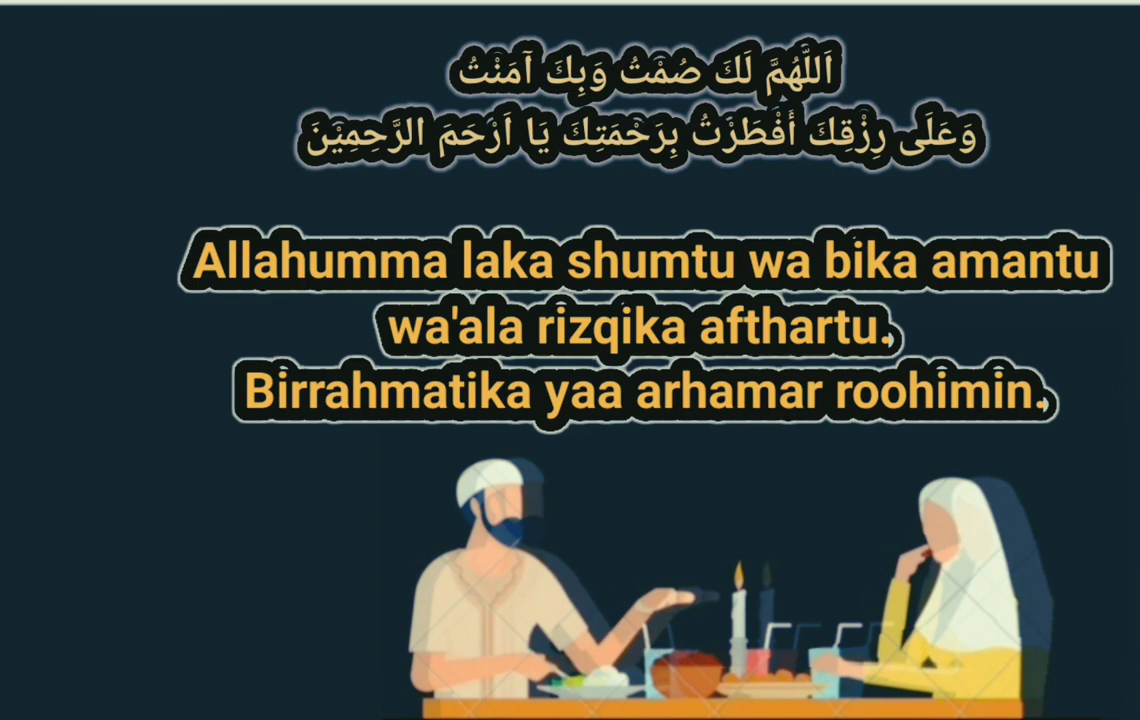 اَللّٰهُمَّ لَكَ صُمْتُ وَبِكَ آمَنْتُ
وَعَلَى رِزْقِكَ أَفْطَرْتُ بِرَحْمَتِكَ يَا اَرْحَمَ الرَّحِمِيْنَ
Allahumma laka shumtu wa bika amantu
wa'ala rizqika afthartu.
Birrahmatika yaa arhamar roohimin.